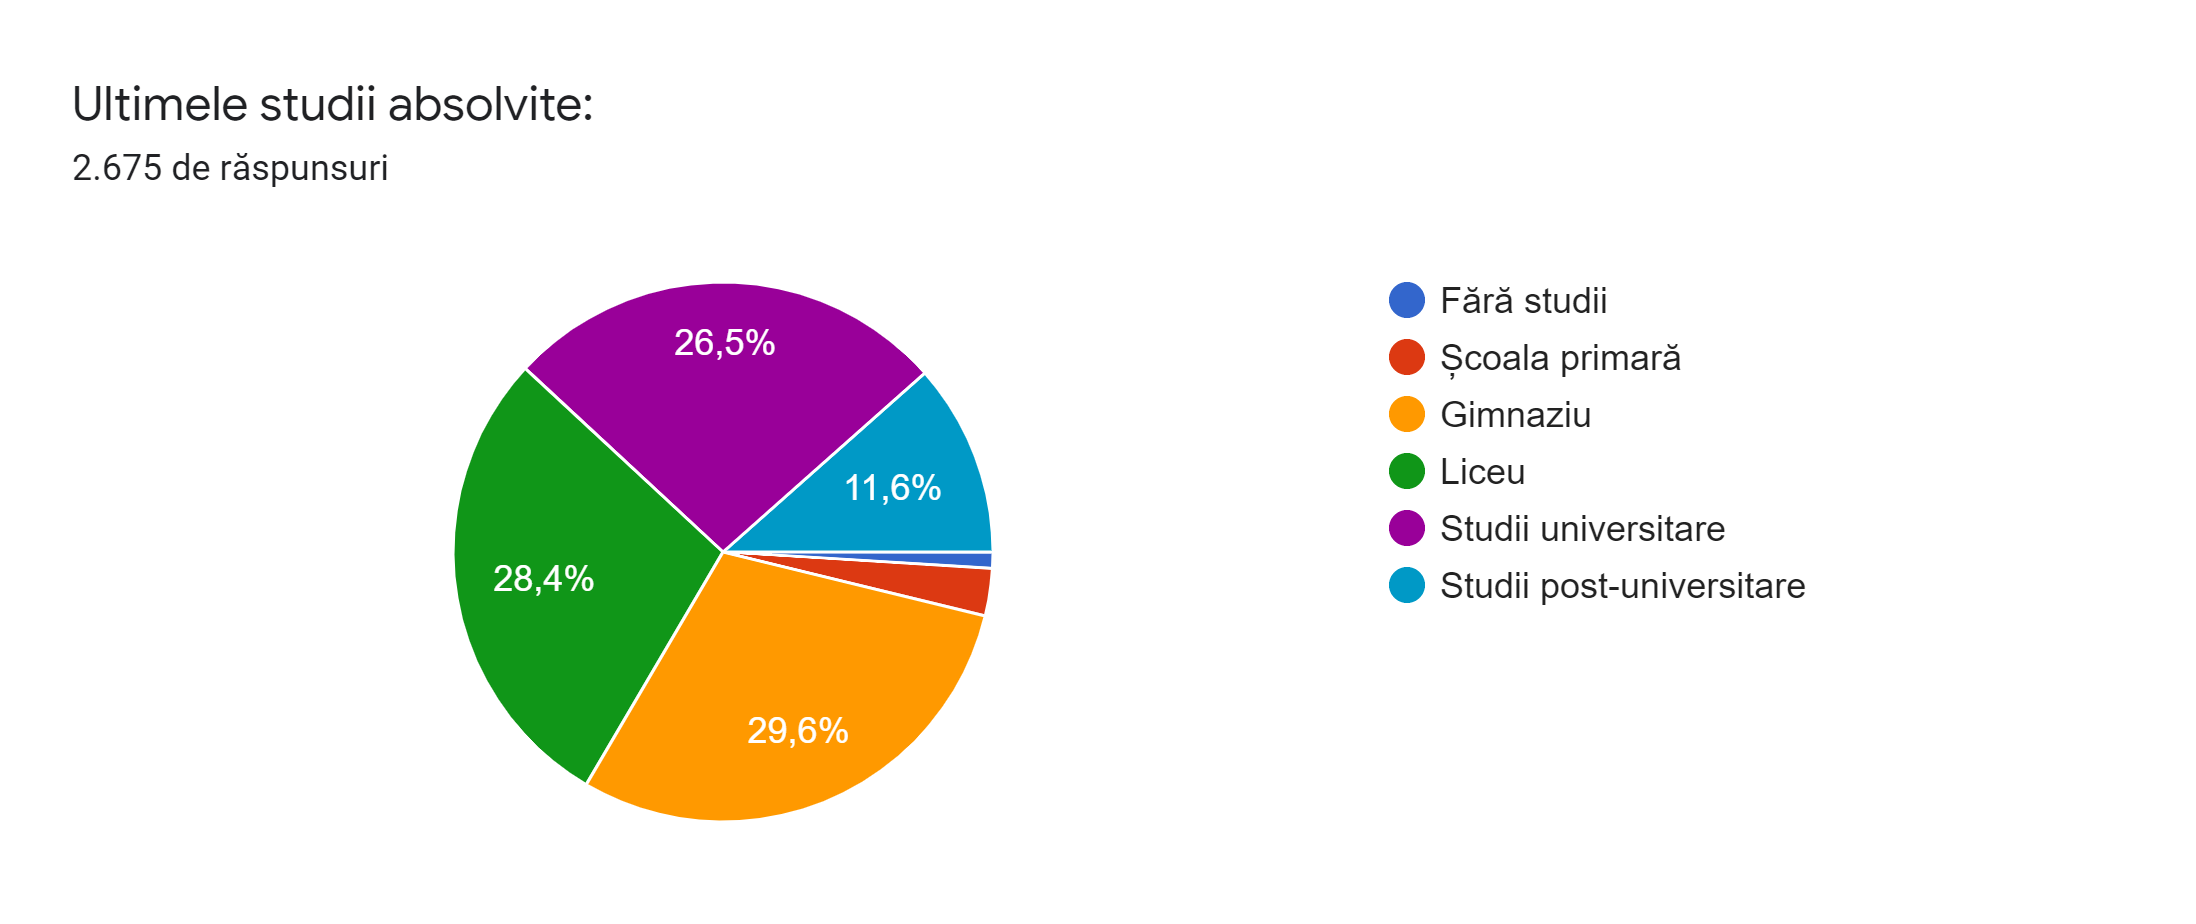 Ultimele studii absolvite:
2.675 de răspunsuri
26,5%
11,6%
28,4%
29,6%
Fără studii
Școala primară
Gimnaziu
Liceu
Studii universitare
Studii post-universitare